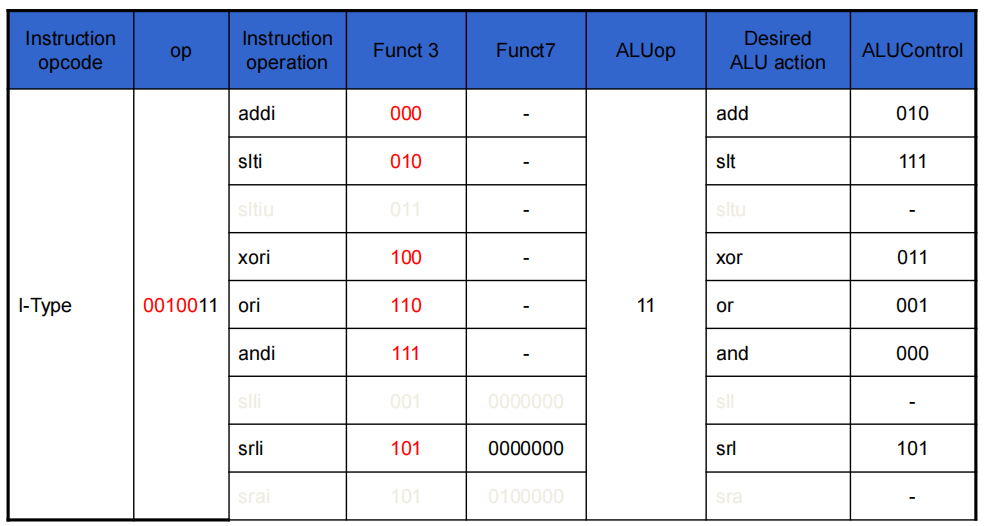 Instruction opcode op Instruction operation Funct 3 Funct7 ALUop Desired ALU action ALUControl
I-Type 0010011 11
addi 000 - add 010
slti 010 - slt 111
sltiu 011 - sltu -
xori 100 - xor 011
ori 110 - or 001
andi 111 - and 000
slli 001 0000000 sll -
srli 101 0000000 srl 101
srai 101 0100000 sra -